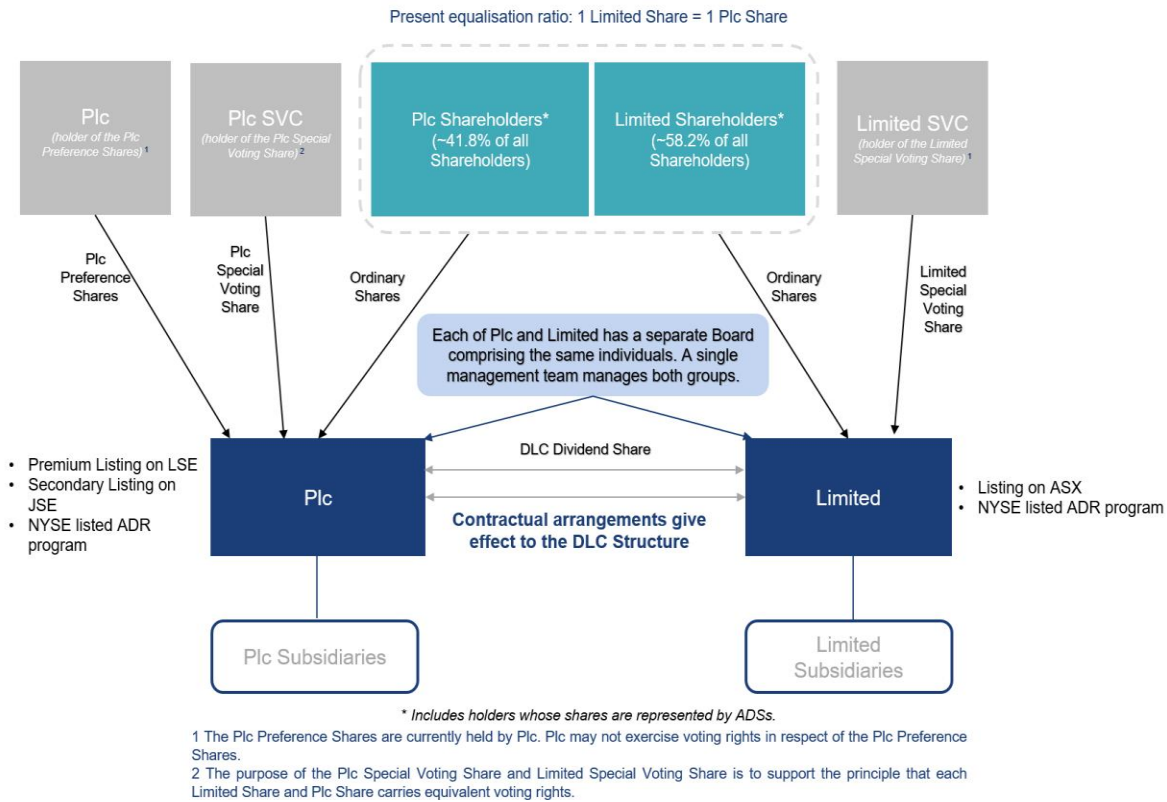 Present equalisation ratio: 1 Limited Share = 1 Plc Share
Plc
(holder of the Plc
Preference Shares) 1
Plc SVC
(holder of the Plc Special
Voting Share) 2
Plc Shareholders*
(~41.8% of all
Shareholders)
Limited Shareholders*
(~58.2% of all
Shareholders)
Limited SVC
(holder of the Limited
Special Voting Share) 1
Plc
Preference
Shares
Plc
Special
Voting
Share
Ordinary
Shares
Ordinary
Shares
Limited
Special
Voting
Share
Each of Plc and Limited has a separate Board
comprising the same individuals. A single
management team manages both groups.
• Premium Listing on LSE
• Secondary Listing on
JSE
• NYSE listed ADR
program
Plc
DLC Dividend Share
Contractual arrangements give
effect to the DLC Structure
Limited
• Listing on ASX
• NYSE listed ADR program
Plc Subsidiaries
Limited
Subsidiaries
* Includes holders whose shares are represented by ADSs.
1 The Plc Preference Shares are currently held by Plc. Plc may not exercise voting rights in respect of the Plc Preference
Shares.
2 The purpose of the Plc Special Voting Share and Limited Special Voting Share is to support the principle that each
Limited Share and Plc Share carries equivalent voting rights.